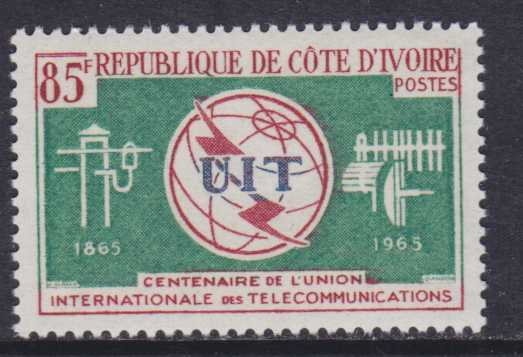 85F REPUBLIQUE DE CÔTE D'IVOIRE
POSTES
UIT
1865 1965
CENTENAIRE DE L'UNION
INTERNATIONALE DES TELECOMMUNICATIONS